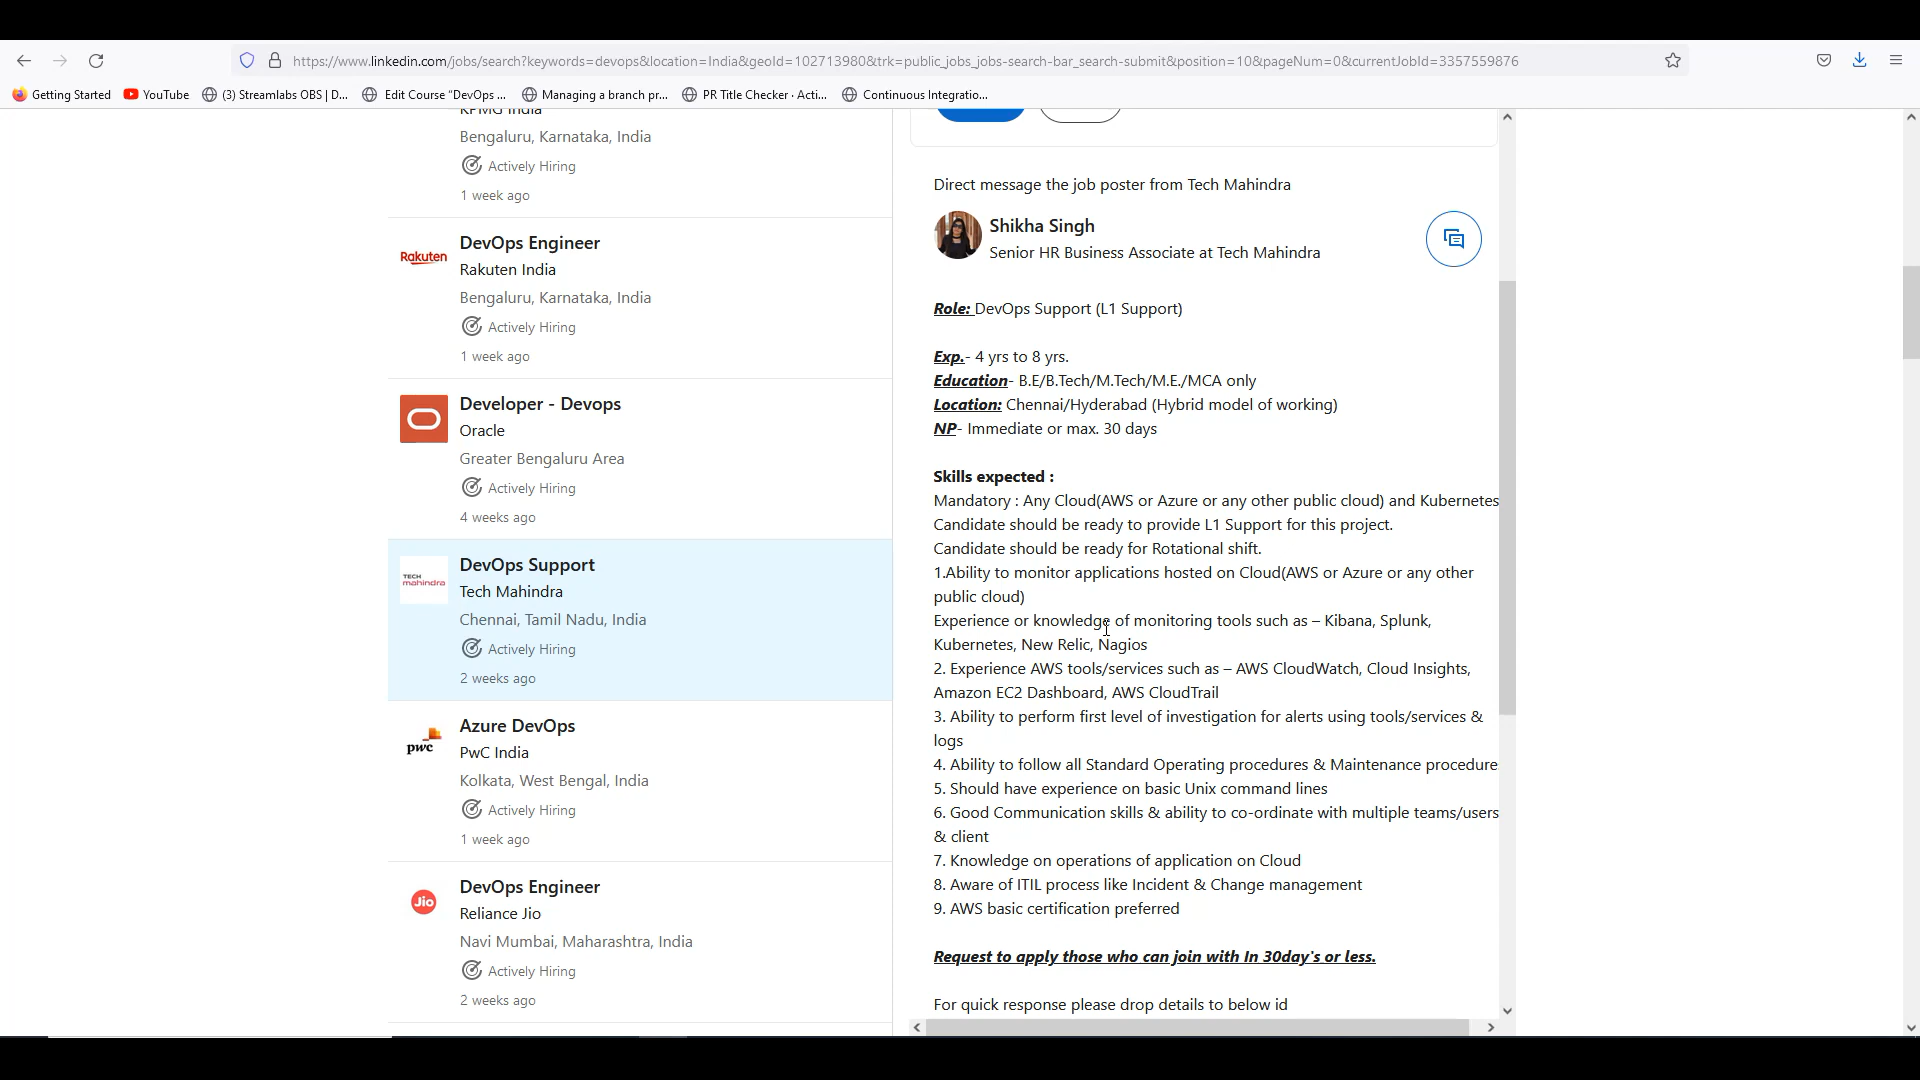 https://www.linkedin.com/jobs/search?keywords=devops&location=India&geoId=102713980&trk=public_jobs_jobs-search-bar_search-submit&position=10&pageNum=0&currentJobId=3357559876
Getting Started
YouTube
(3) Streamlabs OBS | D...
Edit Course "DevOps ...
Managing a branch pr...
PR Title Checker · Acti...
Continuous Integratio...
KPMG India
Bengaluru, Karnataka, India
Actively Hiring
1 week ago
Rakuten
DevOps Engineer
Rakuten India
Bengaluru, Karnataka, India
Actively Hiring
1 week ago
Developer - Devops
Oracle
Greater Bengaluru Area
Actively Hiring
4 weeks ago
TECH
mahindra
DevOps Support
Tech Mahindra
Chennai, Tamil Nadu, India
Actively Hiring
2 weeks ago
pwc
Azure DevOps
PwC India
Kolkata, West Bengal, India
Actively Hiring
1 week ago
Jio
DevOps Engineer
Reliance Jio
Navi Mumbai, Maharashtra, India
Actively Hiring
2 weeks ago
Direct message the job poster from Tech Mahindra
Shikha Singh
Senior HR Business Associate at Tech Mahindra
Role: DevOps Support (L1 Support)
Exp.- 4 yrs to 8 yrs.
Education- B.E/B.Tech/M.Tech/M.E./MCA only
Location: Chennai/Hyderabad (Hybrid model of working)
NP- Immediate or max. 30 days
Skills expected :
Mandatory : Any Cloud(AWS or Azure or any other public cloud) and Kubernetes
Candidate should be ready to provide L1 Support for this project.
Candidate should be ready for Rotational shift.
1.Ability to monitor applications hosted on Cloud(AWS or Azure or any other
public cloud)
Experience or knowledge of monitoring tools such as – Kibana, Splunk,
Kubernetes, New Relic, Nagios
2. Experience AWS tools/services such as – AWS CloudWatch, Cloud Insights,
Amazon EC2 Dashboard, AWS CloudTrail
3. Ability to perform first level of investigation for alerts using tools/services &
logs
4. Ability to follow all Standard Operating procedures & Maintenance procedure
5. Should have experience on basic Unix command lines
6. Good Communication skills & ability to co-ordinate with multiple teams/users
& client
7. Knowledge on operations of application on Cloud
8. Aware of ITIL process like Incident & Change management
9. AWS basic certification preferred
Request to apply those who can join with In 30day's or less.
For quick response please drop details to below id